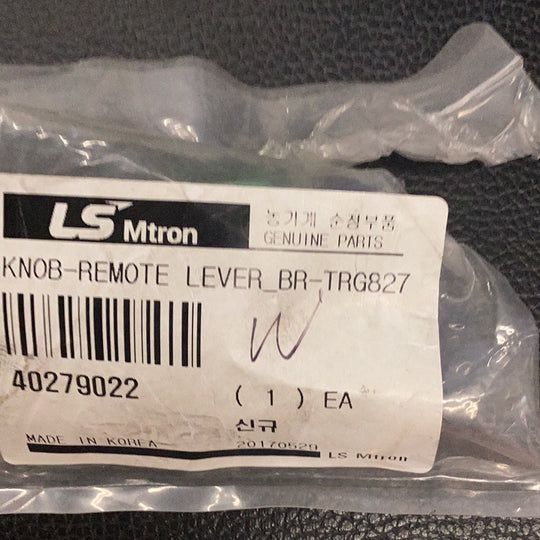 LS Mtron
농기계 순정부품
GENUINE PARTS
KNOB-REMOTE LEVER_BR-TRG827
W
40279022
( 1 ) EA
신규
MADE IN KOREA
20170529
LS Mtron